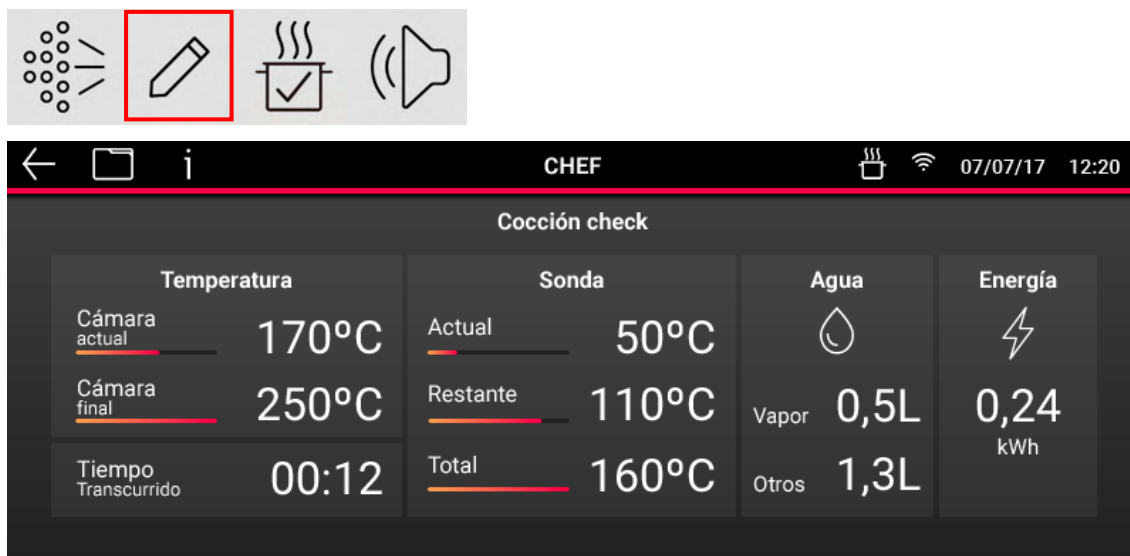 i CHEF 07/07/17 12:20
Cocción check
Temperatura
Cámara
actual
170ºC
Cámara
final
250ºC
Tiempo
Transcurrido
00:12
Sonda
Actual 50ºC
Restante 110ºC
Total 160ºC
Agua
Vapor 0,5L
Otros 1,3L
Energía
0,24
kWh